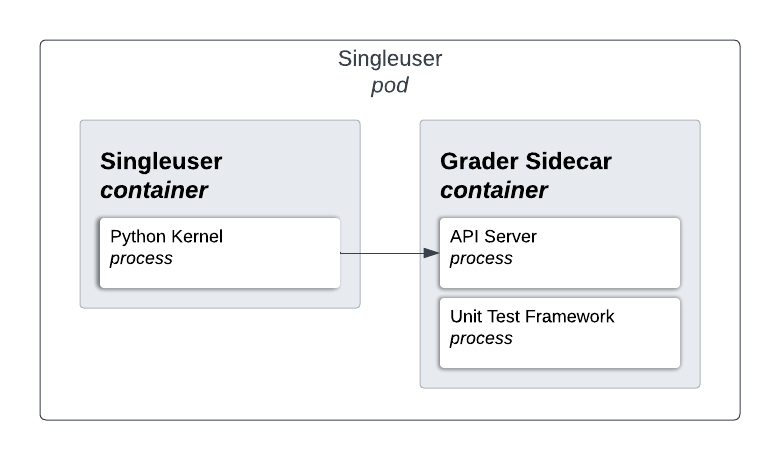 Singleuser
pod
Singleuser
container
Python Kernel
process
Grader Sidecar
container
API Server
process
Unit Test Framework
process